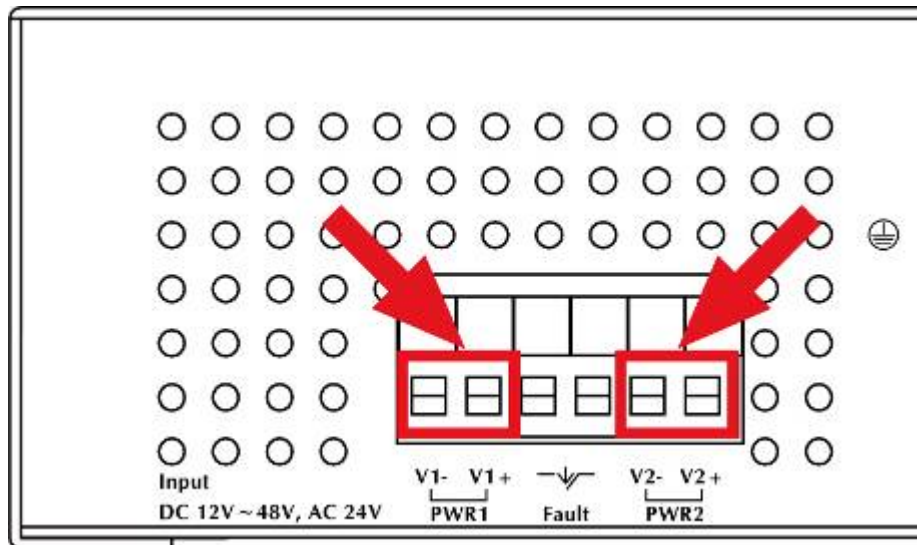 V1- V1+ V2- V2+
Input
DC 12V ~ 48V, AC 24V PWR1 Fault PWR2